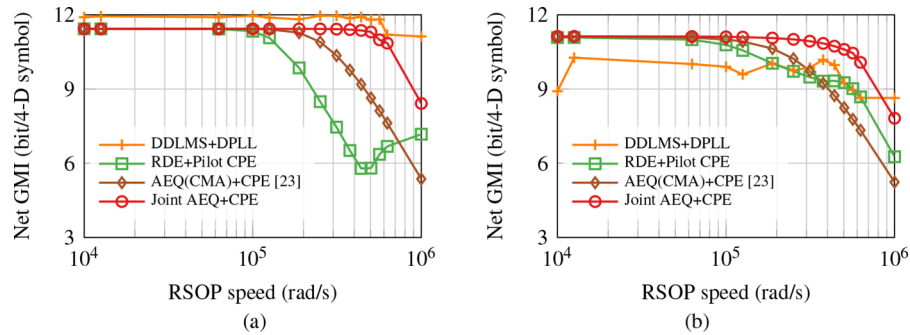 Net GMI (bit/4-D symbol)
12
9
6
3
DDLMS+DPLL
RDE+Pilot CPE
AEQ(CMA)+CPE [23]
Joint AEQ+CPE
10^4
10^5
10^6
RSOP speed (rad/s)
(a)
Net GMI (bit/4-D symbol)
12
9
6
3
DDLMS+DPLL
RDE+Pilot CPE
AEQ(CMA)+CPE [23]
Joint AEQ+CPE
10^4
10^5
10^6
RSOP speed (rad/s)
(b)